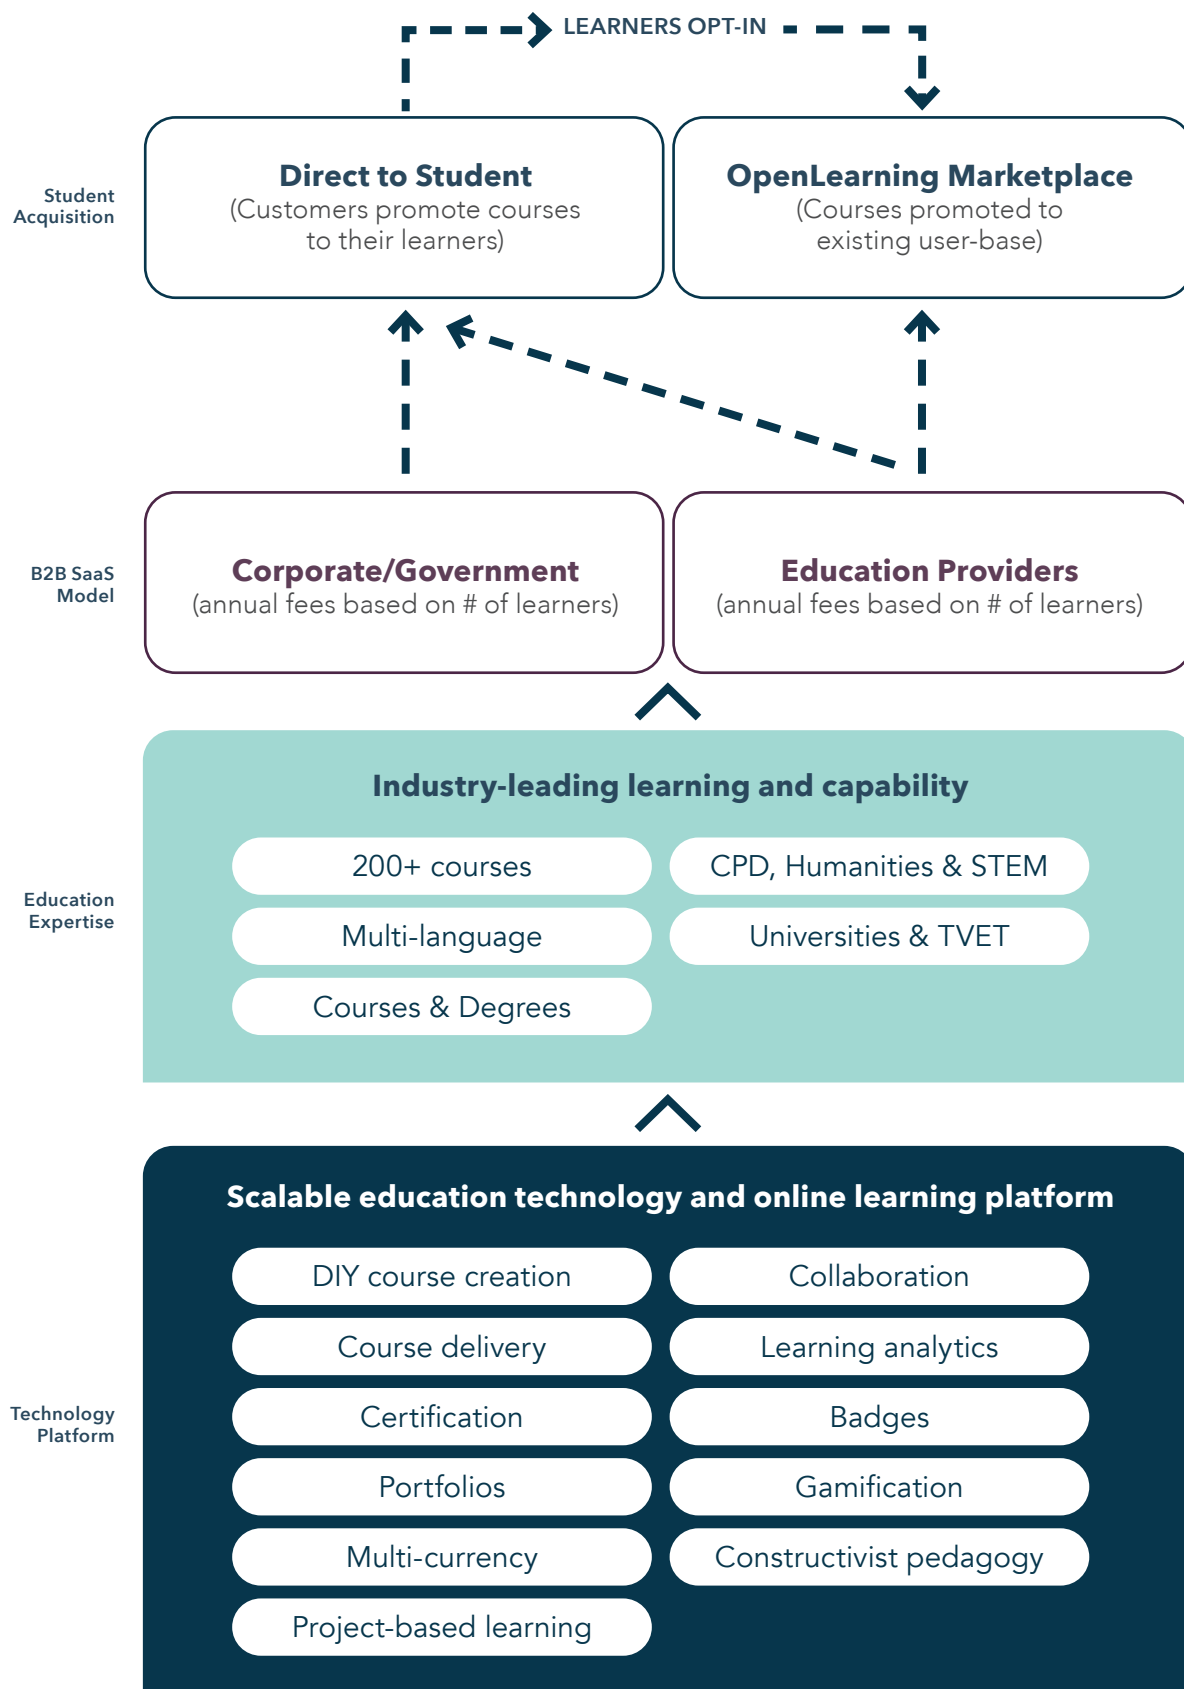 LEARNERS OPT-IN
Student
Acquisition
Direct to Student
(Customers promote courses
to their learners)
OpenLearning Marketplace
(Courses promoted to
existing user-base)
B2B SaaS
Model
Corporate/Government
(annual fees based on # of learners)
Education Providers
(annual fees based on # of learners)
Education
Expertise
Industry-leading learning and capability
200+ courses
CPD, Humanities & STEM
Multi-language
Universities & TVET
Courses & Degrees
Technology
Platform
Scalable education technology and online learning platform
DIY course creation
Collaboration
Course delivery
Learning analytics
Certification
Badges
Portfolios
Gamification
Multi-currency
Constructivist pedagogy
Project-based learning